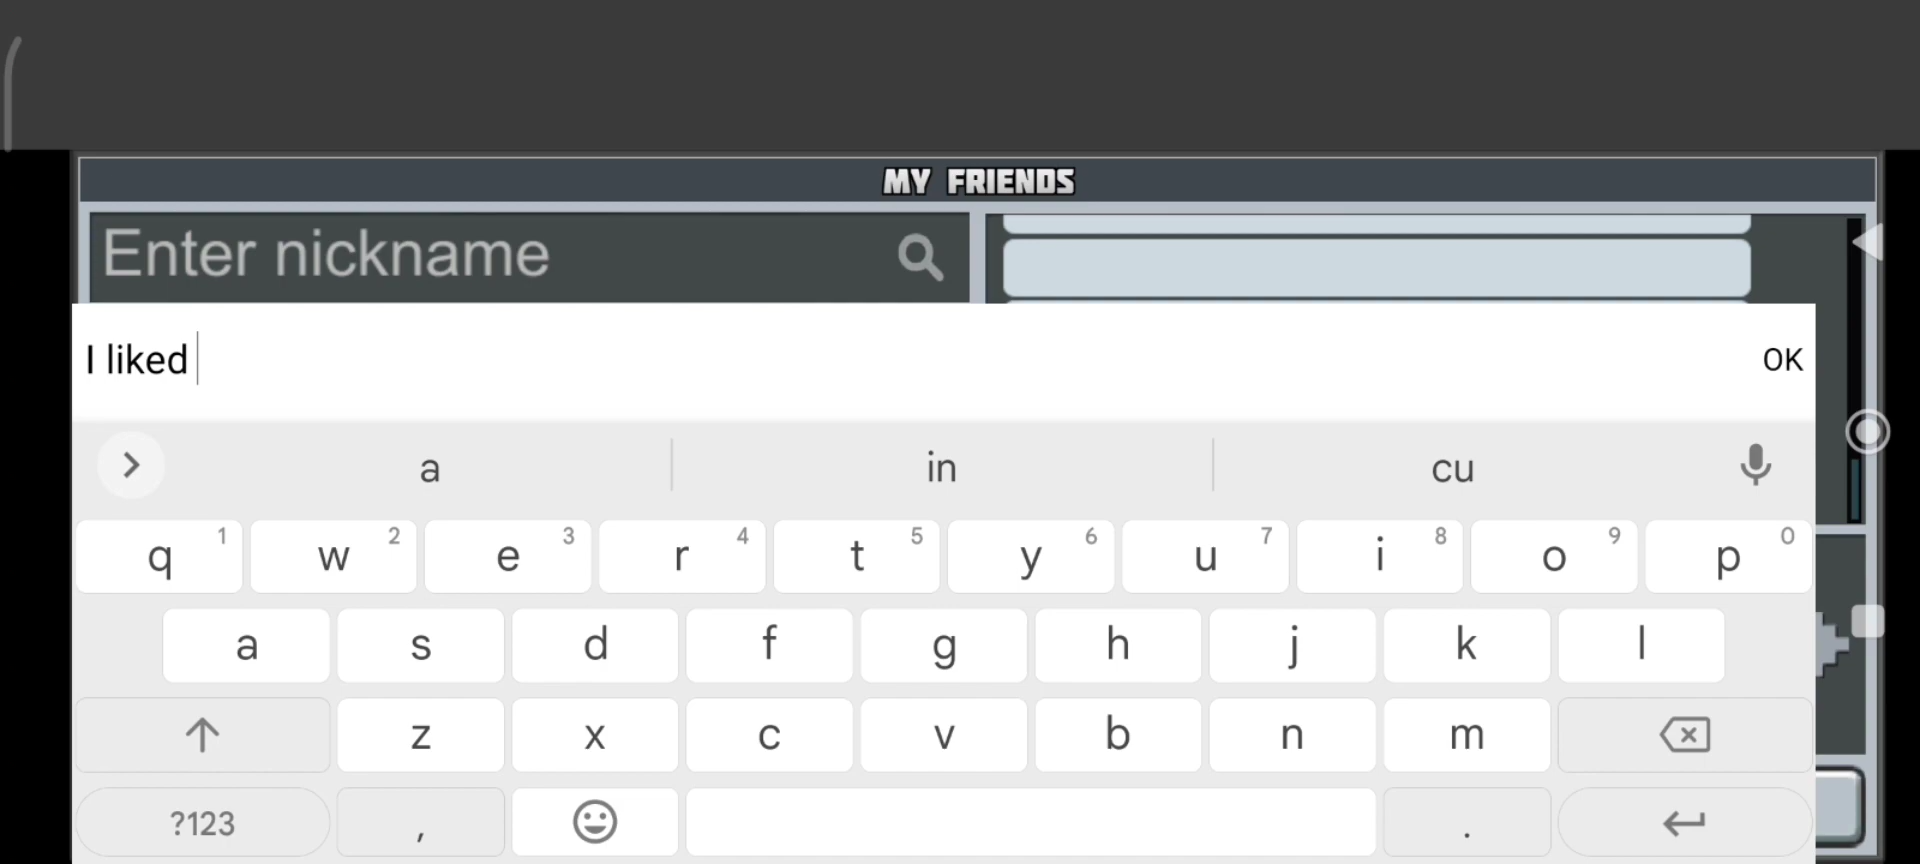 MY FRIENDS
Enter nickname
I liked
OK
a in cu
q 1 w 2 e 3 r 4 t 5 y 6 u 7 i 8 o 9 p 0
a s d f g h j k l
z x c v b n m
?123 , .